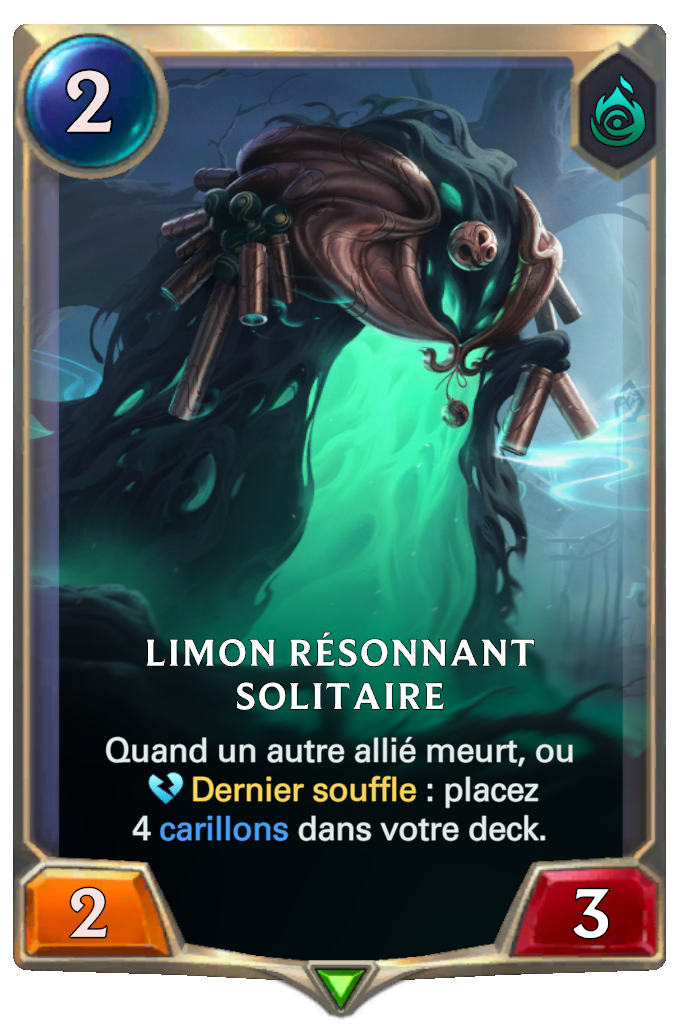 2
LIMON RÉSONNANT
SOLITAIRE
Quand un autre allié meurt, ou
Dernier souffle : placez
4 carillons dans votre deck.
2
3